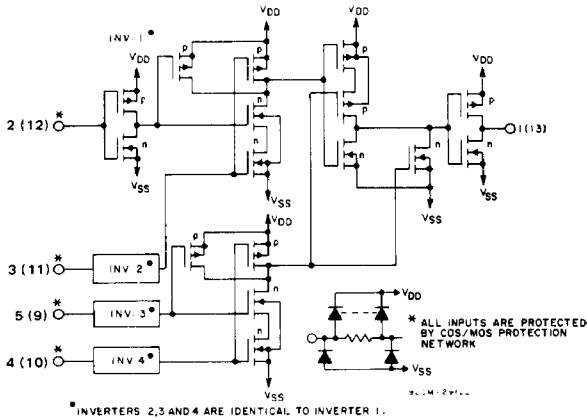 INV. 1 •
VDD
p
VDD
p
VDD
p
VDD
p
p
VDD
p
2 (12)
*
n
n
n
n
n
n
1 (13)
VSS
VSS
VSS
VSS
VDD
p
p
3 (11)
*
INV. 2 •
n
5 (9)
*
INV. 3 •
n
4 (10)
*
INV. 4 •
VSS
VDD
VSS
* ALL INPUTS ARE PROTECTED
BY COS/MOS PROTECTION
NETWORK
• INVERTERS 2,3 AND 4 ARE IDENTICAL TO INVERTER 1.